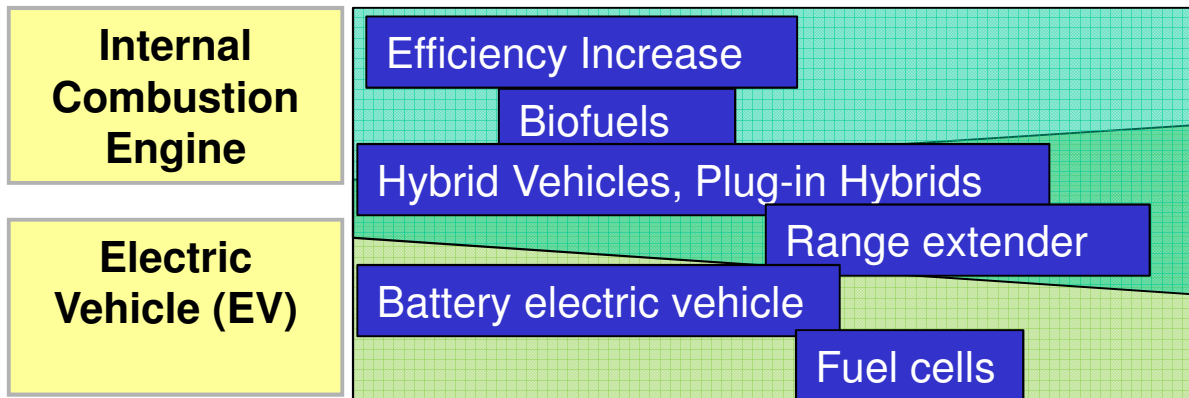 Internal
Combustion
Engine
Efficiency Increase
Biofuels
Hybrid Vehicles, Plug-in Hybrids
Range extender
Electric
Vehicle (EV)
Battery electric vehicle
Fuel cells